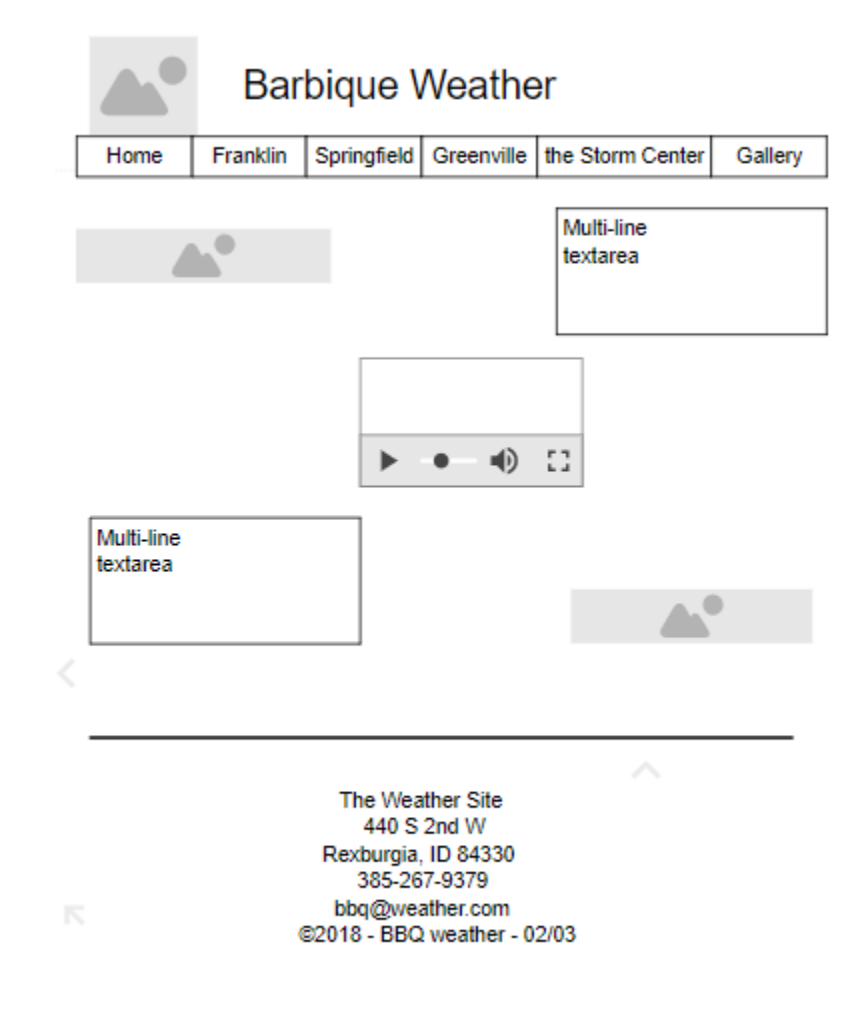 Barbique Weather
Home Franklin Springfield Greenville the Storm Center Gallery
Multi-line
textarea
Multi-line
textarea
The Weather Site
440 S 2nd W
Rexburgia, ID 84330
385-267-9379
bbq@weather.com
©2018 - BBQ weather - 02/03